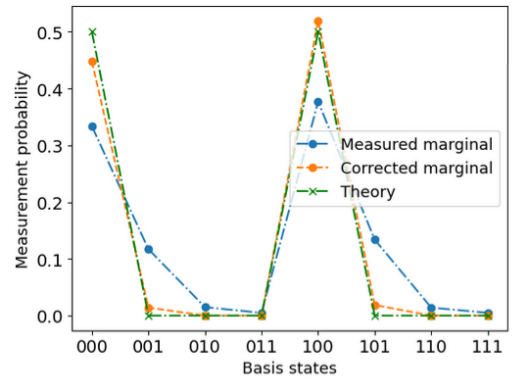 Measurement probability
0.5
0.4
0.3
0.2
0.1
0.0
Measured marginal
Corrected marginal
Theory
000 001 010 011 100 101 110 111
Basis states